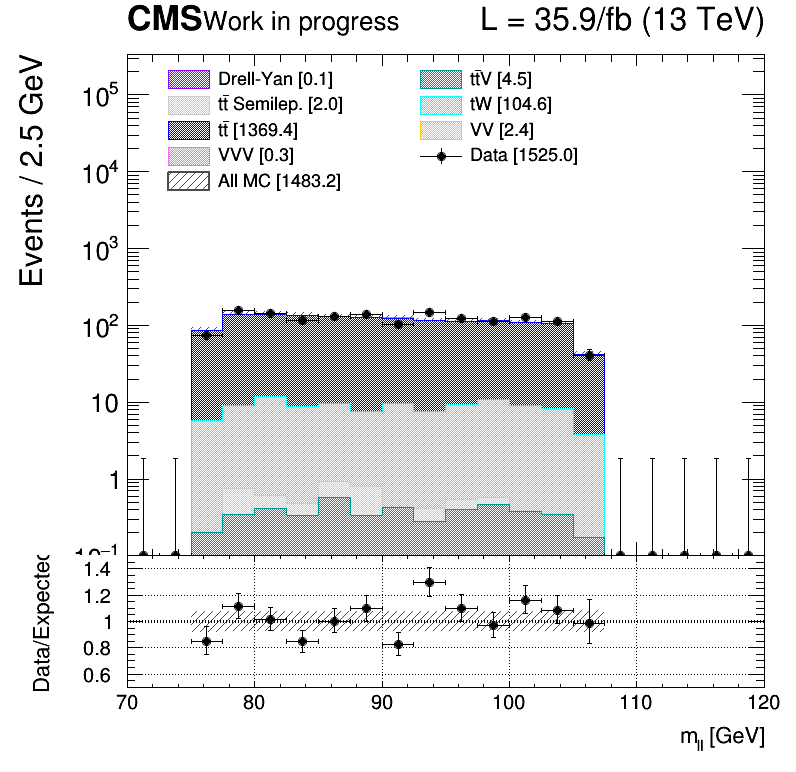 CMS Work in progress L = 35.9/fb (13 TeV)
Events / 2.5 GeV
Drell-Yan [0.1]
tt̄ Semilep. [2.0]
tt̄ [1369.4]
VVV [0.3]
All MC [1483.2]
tt̄V [4.5]
tW [104.6]
VV [2.4]
Data [1525.0]
10⁵
10⁴
10³
10²
10
1
10⁻¹
Data/Expected
1.4
1.2
1
0.8
0.6
70 80 90 100 110 120
m_ll [GeV]